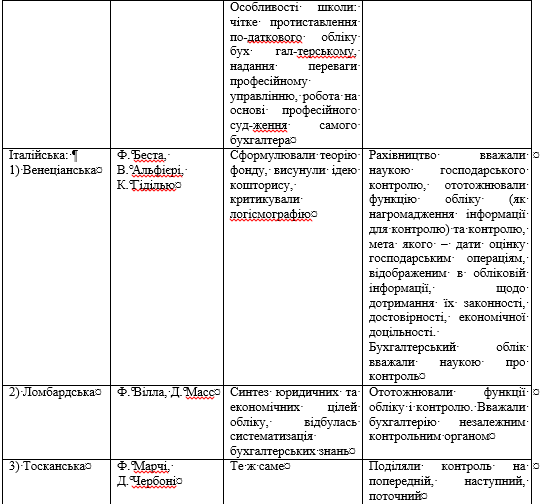 Особливості школи:
чітке протиставлення
по-даткового обліку
бух гал-терському,
надання переваги
професійному
управлінню, робота на
основі професійного
суд-ження самого
бухгалтера
Італійська:
1) Венеціанська
Ф. Беста,
В. Альфієрі,
К. Гіділью
Сформулювали теорію
фонду, висунули ідею
кошторису,
критикували
логісмографію
Рахівництво вважали
наукою господарського
контролю, ототожнювали
функцію обліку (як
нагромадження інформації
для контролю) та контролю,
мета якого – дати оцінку
господарським операціям,
відображеним в обліковій
інформації, щодо
дотримання їх законності,
достовірності, економічної
доцільності.
Бухгалтерський облік
вважали наукою про
контроль
2) Ломбардська
Ф. Вілла, Д. Масс
Синтез юридичних та
економічних цілей
обліку, відбулась
систематизація
бухгалтерських знань
Ототожнювали функції
обліку і контролю. Вважали
бухгалтерію незалежним
контрольним органом
3) Тосканська
Ф. Марчі,
Д. Чербоні
Те ж саме
Поділяли контроль на
попередній, наступний,
поточний